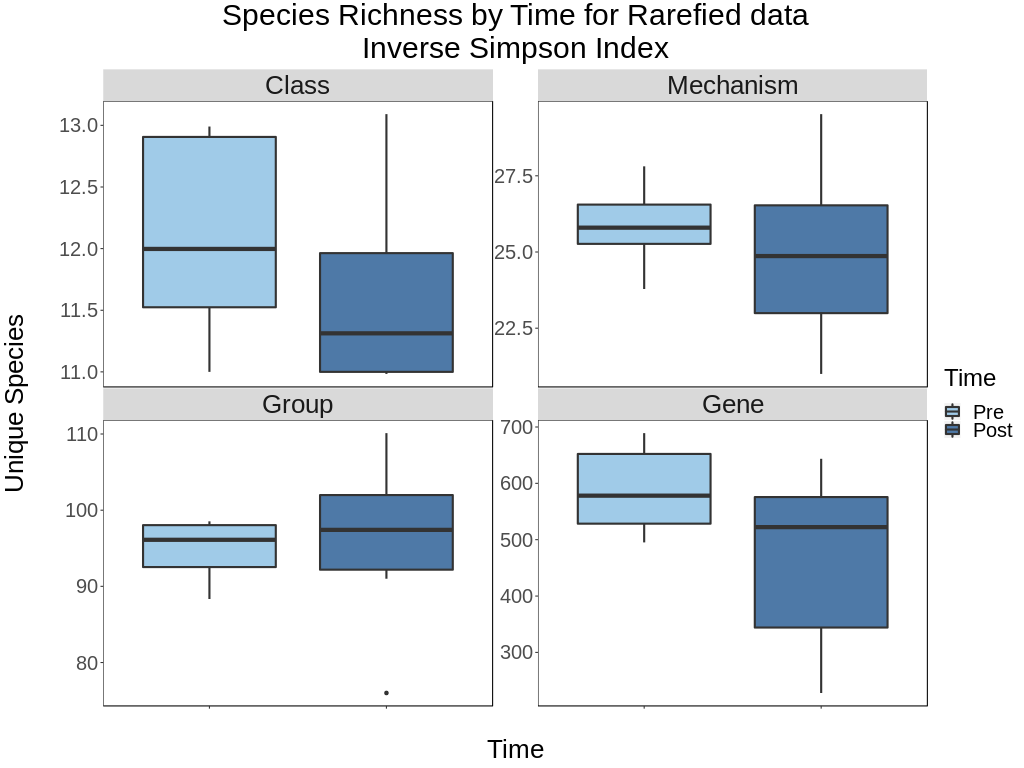 Species Richness by Time for Rarefied data
Inverse Simpson Index
Class
Mechanism
13.0
12.5
12.0
11.5
11.0
27.5
25.0
22.5
Group
Gene
110
100
90
80
700
600
500
400
300
Unique Species
Time
Time
Pre
Post